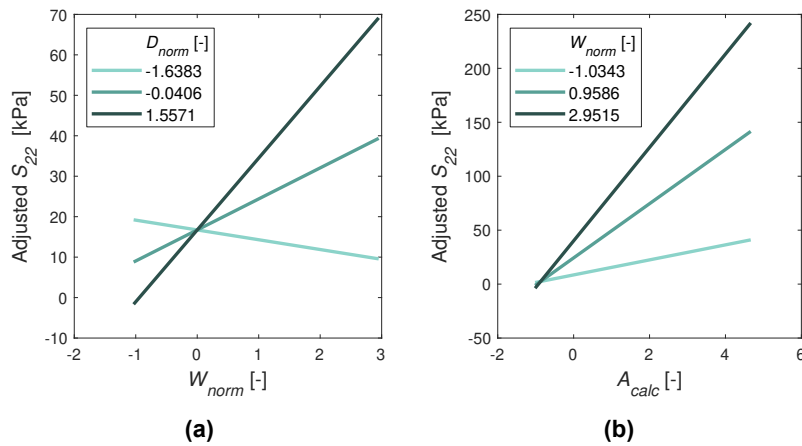 70
60
50
40
30
20
10
0
-10
Adjusted S22 [kPa]
Dnorm [-]
-1.6383
-0.0406
1.5571
-2 -1 0 1 2 3
Wnorm [-]
(a)
250
200
150
100
50
0
-50
Adjusted S22 [kPa]
Wnorm [-]
-1.0343
0.9586
2.9515
-2 0 2 4 6
Acalc [-]
(b)